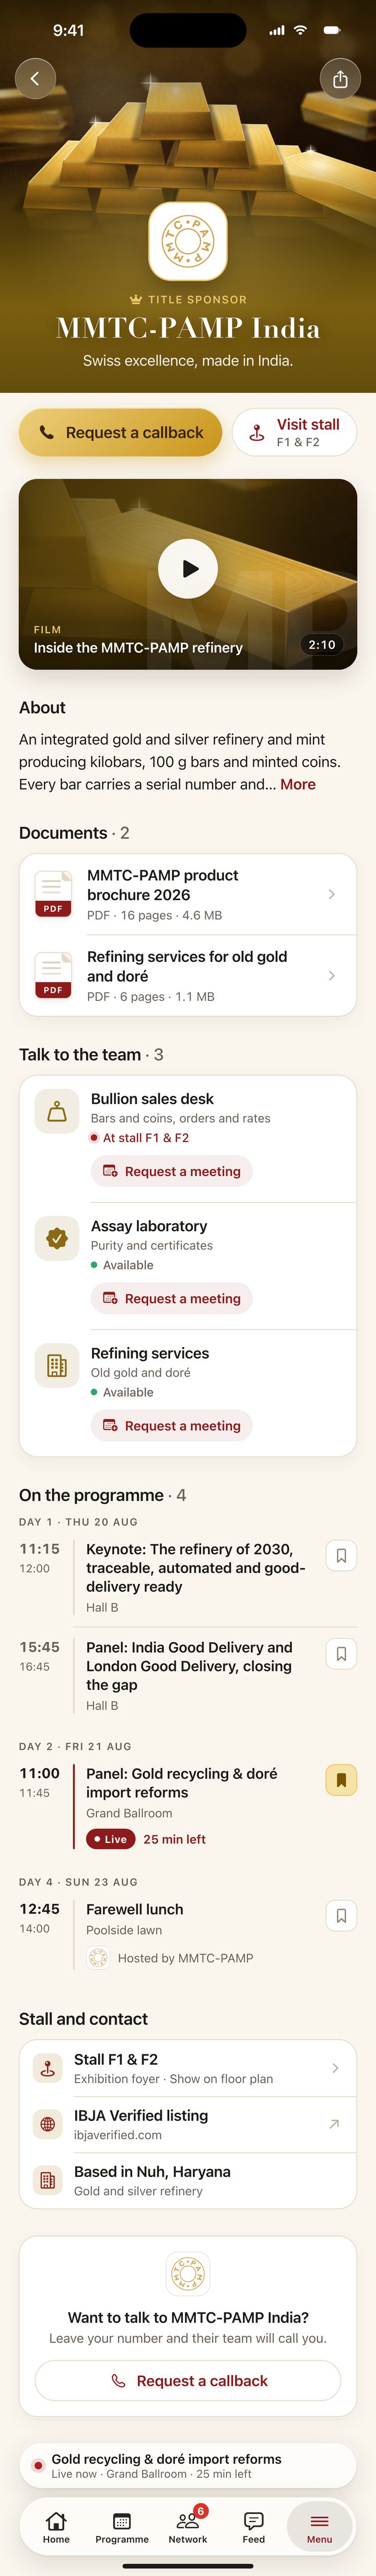 9:41
MMTC PAMP
TITLE SPONSOR
MMTC-PAMP India
Swiss excellence, made in India.
Request a callback
Visit stall
F1 & F2
FILM
Inside the MMTC-PAMP refinery
2:10
About
An integrated gold and silver refinery and mint
producing kilobars, 100 g bars and minted coins.
Every bar carries a serial number and... More
Documents · 2
PDF
MMTC-PAMP product
brochure 2026
PDF · 16 pages · 4.6 MB
PDF
Refining services for old gold
and doré
PDF · 6 pages · 1.1 MB
Talk to the team · 3
Bullion sales desk
Bars and coins, orders and rates
At stall F1 & F2
Request a meeting
Assay laboratory
Purity and certificates
Available
Request a meeting
Refining services
Old gold and doré
Available
Request a meeting
On the programme · 4
DAY 1 · THU 20 AUG
11:15
12:00
Keynote: The refinery of 2030,
traceable, automated and good-
delivery ready
Hall B
15:45
16:45
Panel: India Good Delivery and
London Good Delivery, closing
the gap
Hall B
DAY 2 · FRI 21 AUG
11:00
11:45
Panel: Gold recycling & doré
import reforms
Grand Ballroom
Live
25 min left
DAY 4 · SUN 23 AUG
12:45
14:00
Farewell lunch
Poolside lawn
Hosted by MMTC-PAMP
Stall and contact
Stall F1 & F2
Exhibition foyer · Show on floor plan
IBJA Verified listing
ibjaverified.com
Based in Nuh, Haryana
Gold and silver refinery
Want to talk to MMTC-PAMP India?
Leave your number and their team will call you.
Request a callback
Gold recycling & doré import reforms
Live now · Grand Ballroom · 25 min left
6
Home
Programme
Network
Feed
Menu